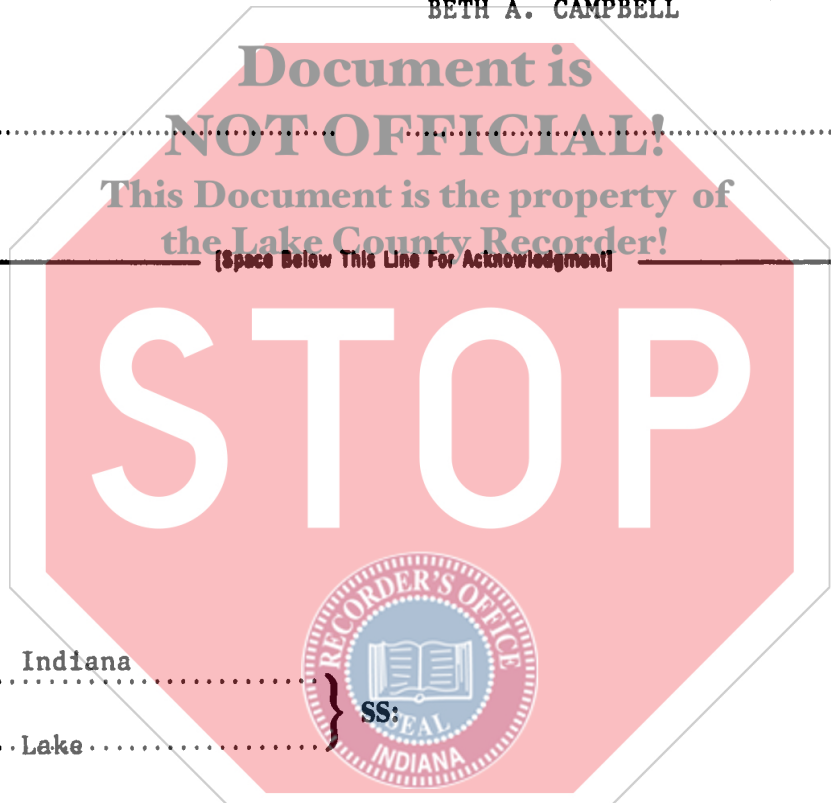 BETH A. CAMPBELL
Document is
NOT OFFICIAL!
This Document is the property of
the Lake County Recorder!
[Space Below This Line For Acknowledgment]
STOP
RECORDER'S OFFICE
Indiana
SS:
SEAL
Lake
INDIANA